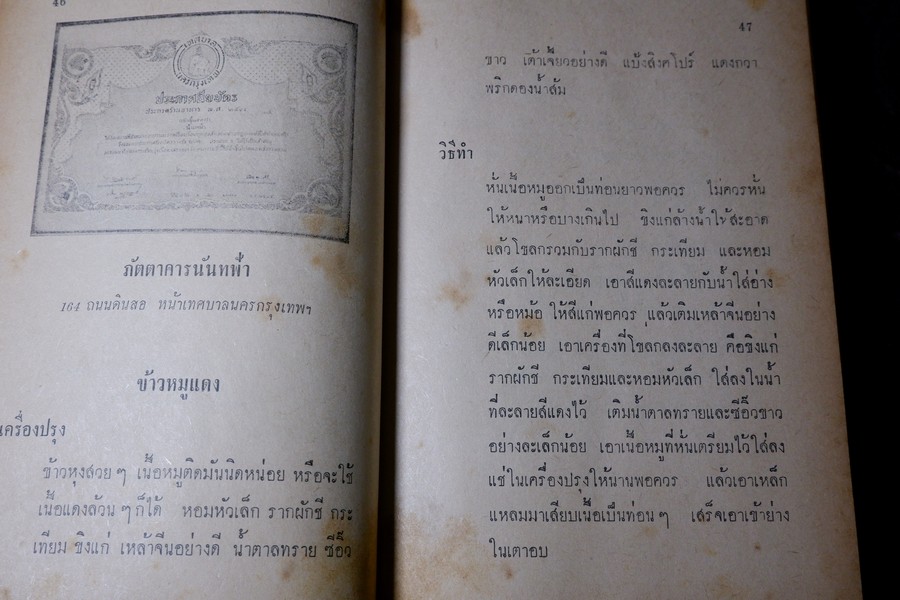 46
เทศบาล
นครกรุงเทพ
ประกาศนียบัตร
ภัตตาคารนันทฟ้า
164 ถนนดินสอ หน้าเทศบาลนครกรุงเทพฯ
ข้าวหมูแดง
เครื่องปรุง
ข้าวหุงสวย ๆ เนื้อหมูติดมันนิดหน่อย หรือจะใช้
เนื้อแดงล้วน ๆ ก็ได้ หอมหัวเล็ก รากผักชี กระ
เทียม ขิงแก่ เหล้าจีนอย่างดี น้ำตาลทราย ซีอิ๊ว
47
ขาว เต้าเจี้ยวอย่างดี แป้งสิงคโปร์ แตงกวา
พริกดองน้ำส้ม
วิธีทำ
หั่นเนื้อหมูออกเป็นท่อนยาวพอควร ไม่ควรหั่น
ให้หนาหรือบางเกินไป ขิงแก่ล้างน้ำให้สะอาด
แล้วโขลกรวมกับรากผักชี กระเทียม และหอม
หัวเล็กให้ละเอียด เอาสีแดงละลายกับน้ำใส่อ่าง
หรือหม้อ ให้สีแก่พอควร แล้วเติมเหล้าจีนอย่าง
ดีเล็กน้อย เอาเครื่องที่โขลกลงละลาย คือขิงแก่
รากผักชี กระเทียมและหอมหัวเล็ก ใส่ลงในน้ำ
ที่ละลายสีแดงไว้ เติมน้ำตาลทรายและซีอิ๊วขาว
อย่างละเล็กน้อย เอาเนื้อหมูที่หั่นเตรียมไว้ใส่ลง
แช่ในเครื่องปรุงให้นานพอควร แล้วเอาเหล็ก
แหลมมาเสียบเนื้อเป็นท่อน ๆ เสร็จเอาเข้าย่าง
ในเตาอบ